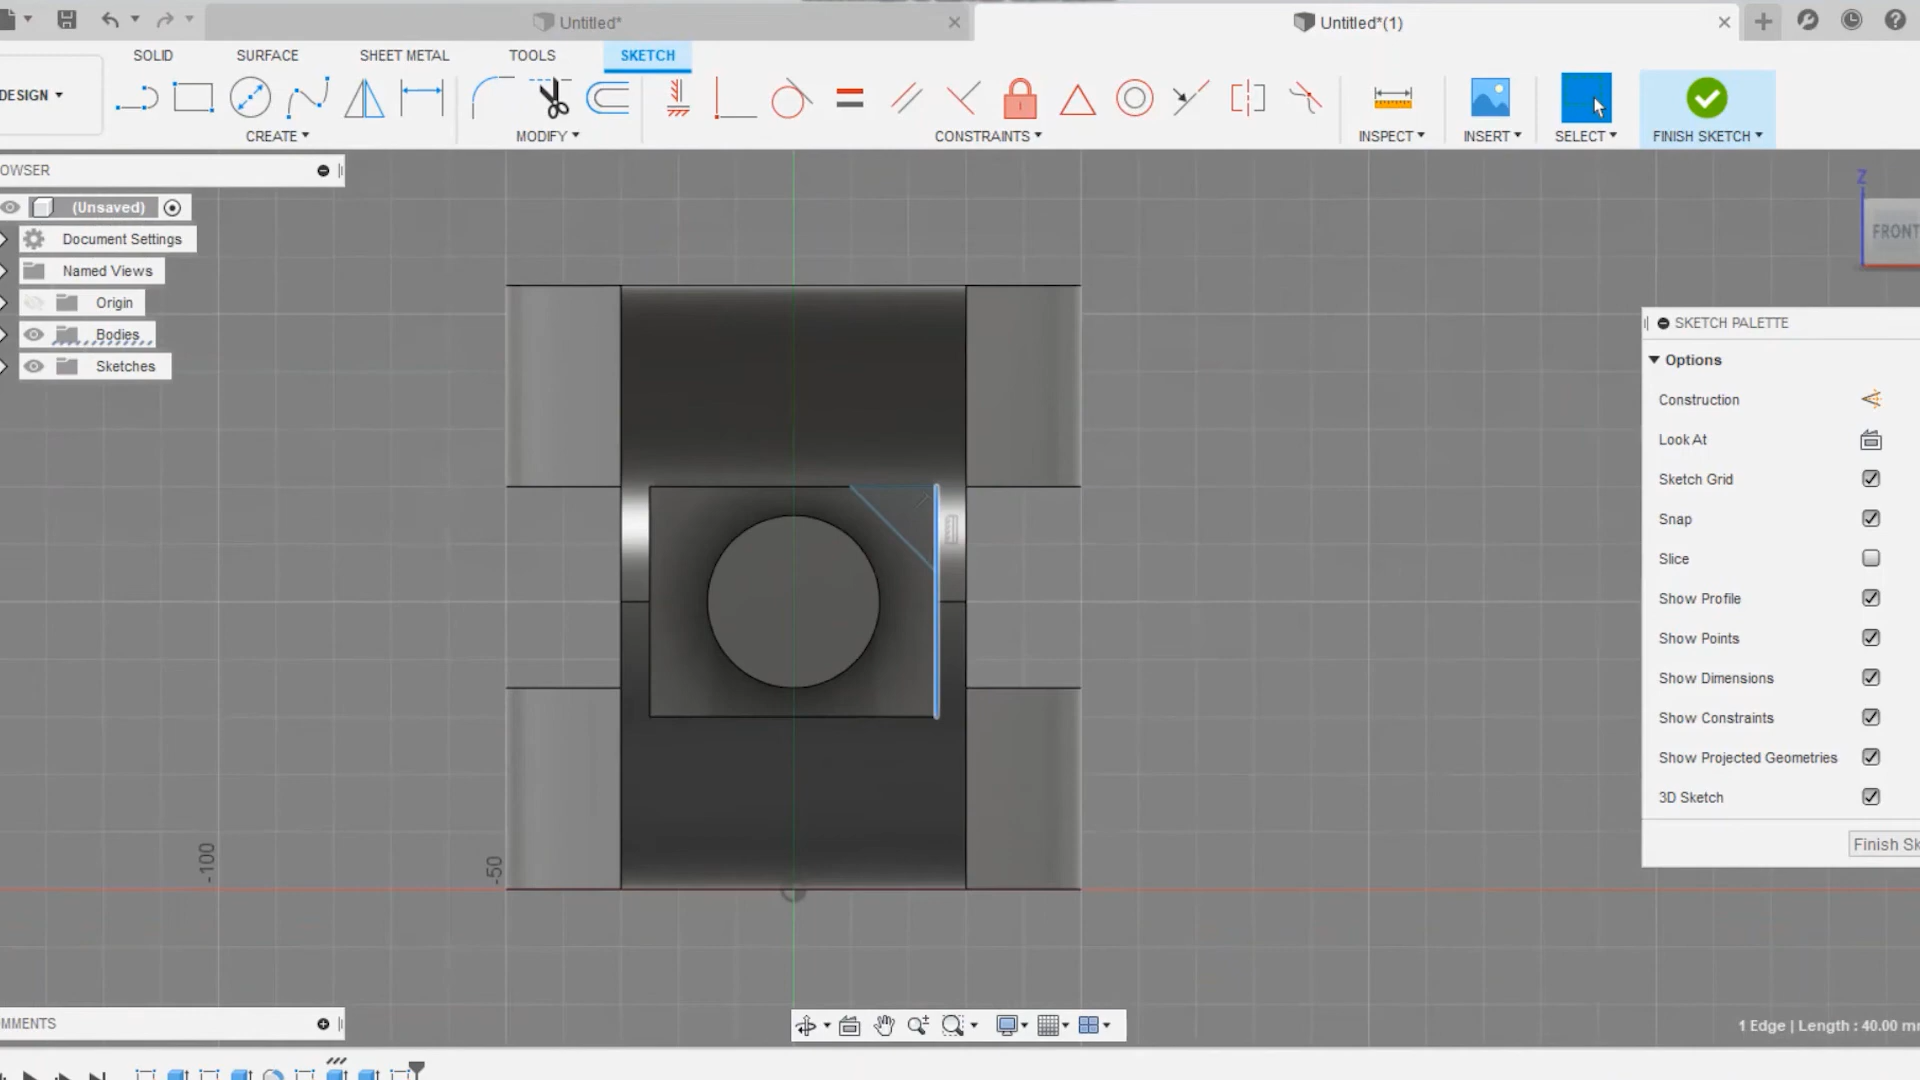 Untitled*
Untitled*(1)
SOLID
SURFACE
SHEET METAL
TOOLS
SKETCH
DESIGN
CREATE
MODIFY
CONSTRAINTS
INSPECT
INSERT
SELECT
FINISH SKETCH
OWSER
(Unsaved)
Document Settings
Named Views
Origin
Bodies
Sketches
Z
FRONT
SKETCH PALETTE
Options
Construction
Look At
Sketch Grid
Snap
Slice
Show Profile
Show Points
Show Dimensions
Show Constraints
Show Projected Geometries
3D Sketch
Finish Sk
-100
-50
MMENTS
1 Edge | Length : 40.00 mm